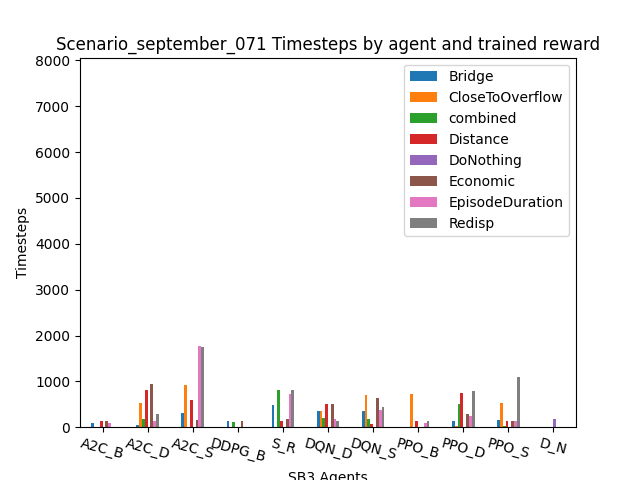 Scenario_september_071 Timesteps by agent and trained reward
8000
7000
6000
5000
4000
3000
2000
1000
0
Timesteps
Bridge
CloseToOverflow
combined
Distance
DoNothing
Economic
EpisodeDuration
Redisp
A2C_B
A2C_D
A2C_S
DDPG_B
S_R
DQN_D
DQN_S
PPO_B
PPO_D
PPO_S
D_N
SB3 Agents